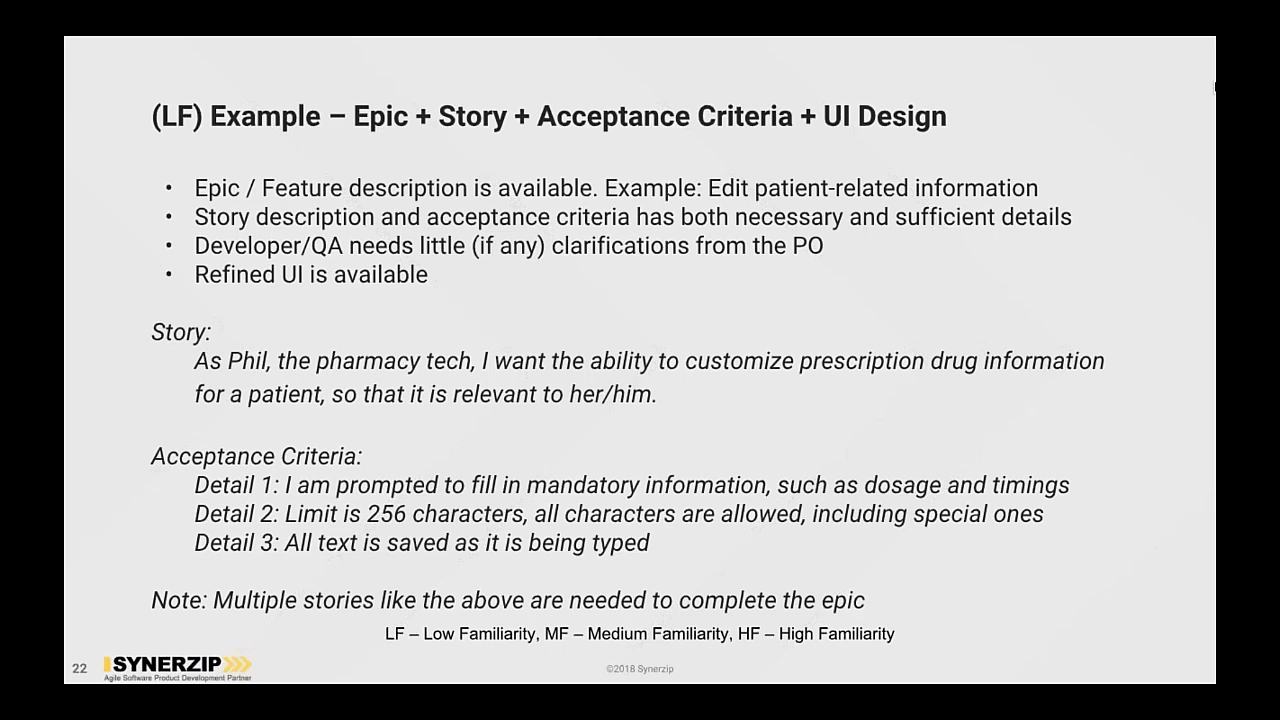 (LF) Example – Epic + Story + Acceptance Criteria + UI Design
• Epic / Feature description is available. Example: Edit patient-related information
• Story description and acceptance criteria has both necessary and sufficient details
• Developer/QA needs little (if any) clarifications from the PO
• Refined UI is available
Story:
As Phil, the pharmacy tech, I want the ability to customize prescription drug information
for a patient, so that it is relevant to her/him.
Acceptance Criteria:
Detail 1: I am prompted to fill in mandatory information, such as dosage and timings
Detail 2: Limit is 256 characters, all characters are allowed, including special ones
Detail 3: All text is saved as it is being typed
Note: Multiple stories like the above are needed to complete the epic
LF – Low Familiarity, MF – Medium Familiarity, HF – High Familiarity
22
SYNERZIP
Agile Software Product Development Partner
©2018 Synerzip